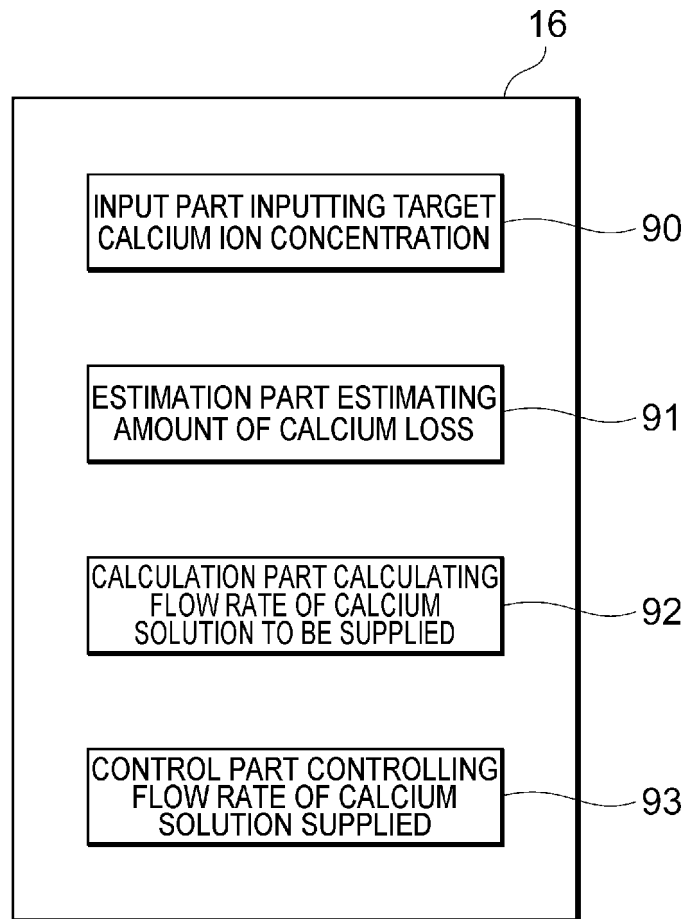 16
INPUT PART INPUTTING TARGET
CALCIUM ION CONCENTRATION
90
ESTIMATION PART ESTIMATING
AMOUNT OF CALCIUM LOSS
91
CALCULATION PART CALCULATING
FLOW RATE OF CALCIUM
SOLUTION TO BE SUPPLIED
92
CONTROL PART CONTROLLING
FLOW RATE OF CALCIUM
SOLUTION SUPPLIED
93